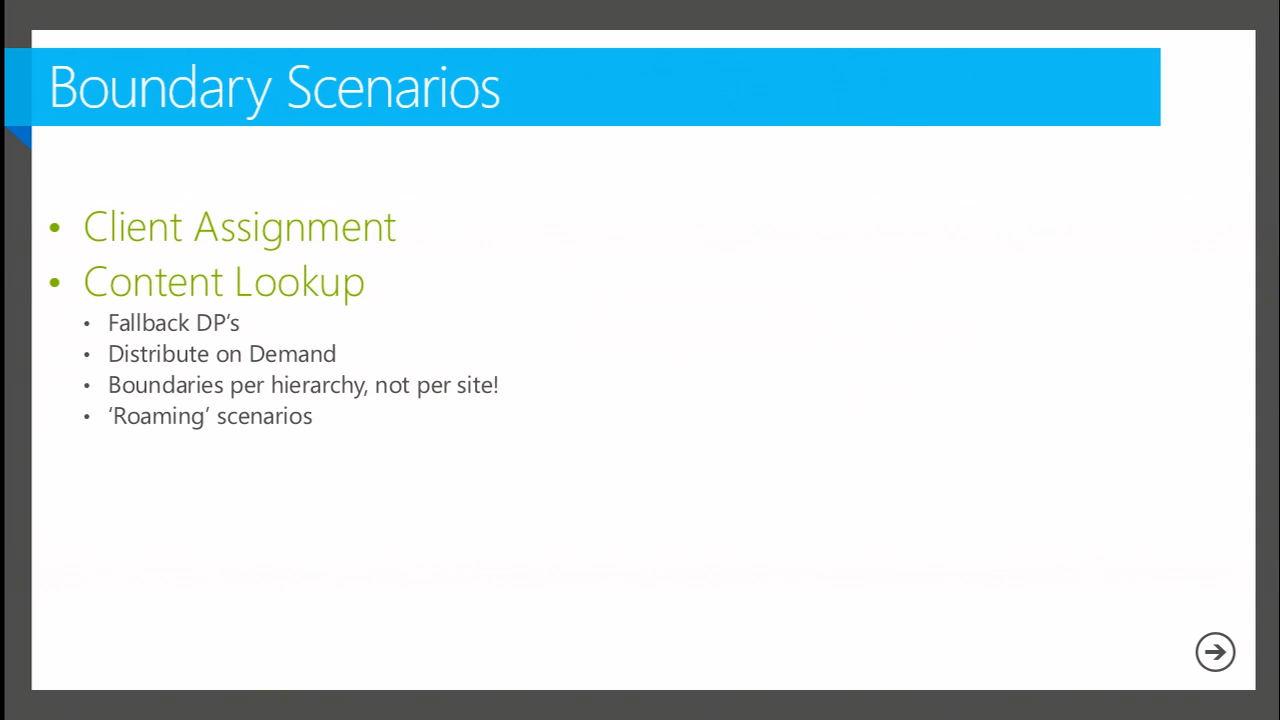 Boundary Scenarios
• Client Assignment
• Content Lookup
• Fallback DP’s
• Distribute on Demand
• Boundaries per hierarchy, not per site!
• ‘Roaming’ scenarios